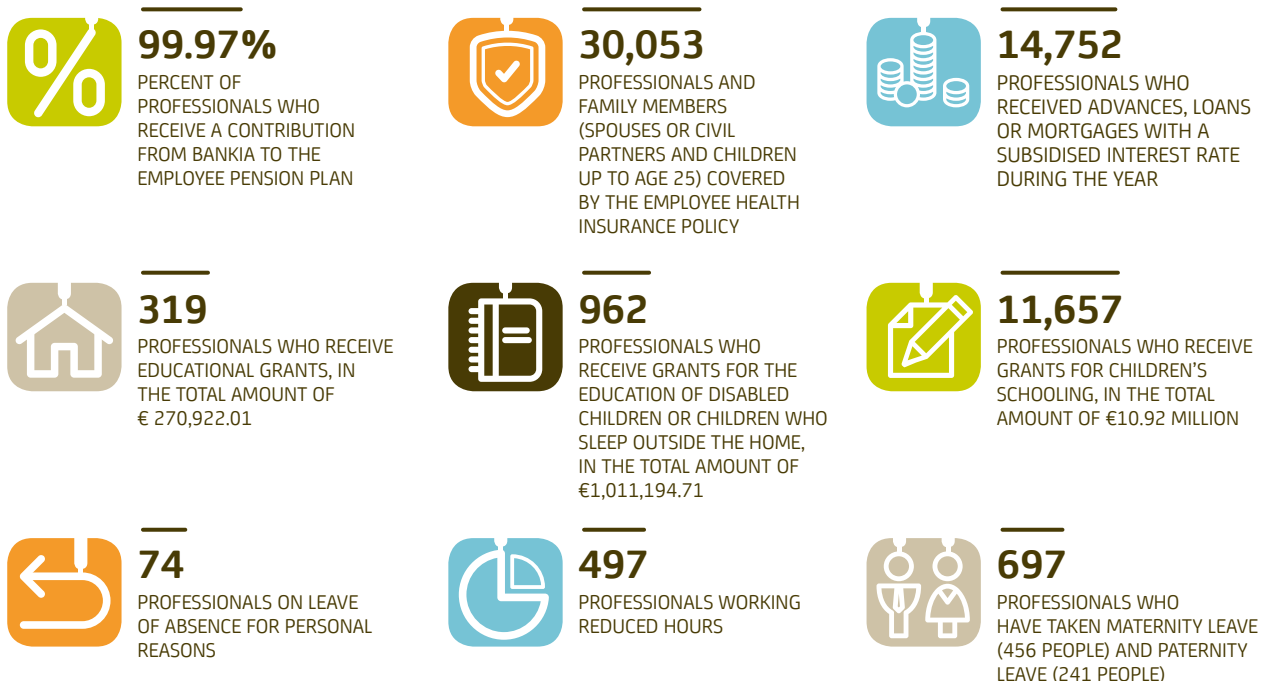 99.97%
PERCENT OF
PROFESSIONALS WHO
RECEIVE A CONTRIBUTION
FROM BANKIA TO THE
EMPLOYEE PENSION PLAN
30,053
PROFESSIONALS AND
FAMILY MEMBERS
(SPOUSES OR CIVIL
PARTNERS AND CHILDREN
UP TO AGE 25) COVERED
BY THE EMPLOYEE HEALTH
INSURANCE POLICY
14,752
PROFESSIONALS WHO
RECEIVED ADVANCES, LOANS
OR MORTGAGES WITH A
SUBSIDISED INTEREST RATE
DURING THE YEAR
319
PROFESSIONALS WHO RECEIVE
EDUCATIONAL GRANTS, IN
THE TOTAL AMOUNT OF
€ 270,922.01
962
PROFESSIONALS WHO
RECEIVE GRANTS FOR THE
EDUCATION OF DISABLED
CHILDREN OR CHILDREN WHO
SLEEP OUTSIDE THE HOME,
IN THE TOTAL AMOUNT OF
€1,011,194.71
11,657
PROFESSIONALS WHO RECEIVE
GRANTS FOR CHILDREN'S
SCHOOLING, IN THE TOTAL
AMOUNT OF €10.92 MILLION
74
PROFESSIONALS ON LEAVE
OF ABSENCE FOR PERSONAL
REASONS
497
PROFESSIONALS WORKING
REDUCED HOURS
697
PROFESSIONALS WHO
HAVE TAKEN MATERNITY LEAVE
(456 PEOPLE) AND PATERNITY
LEAVE (241 PEOPLE)